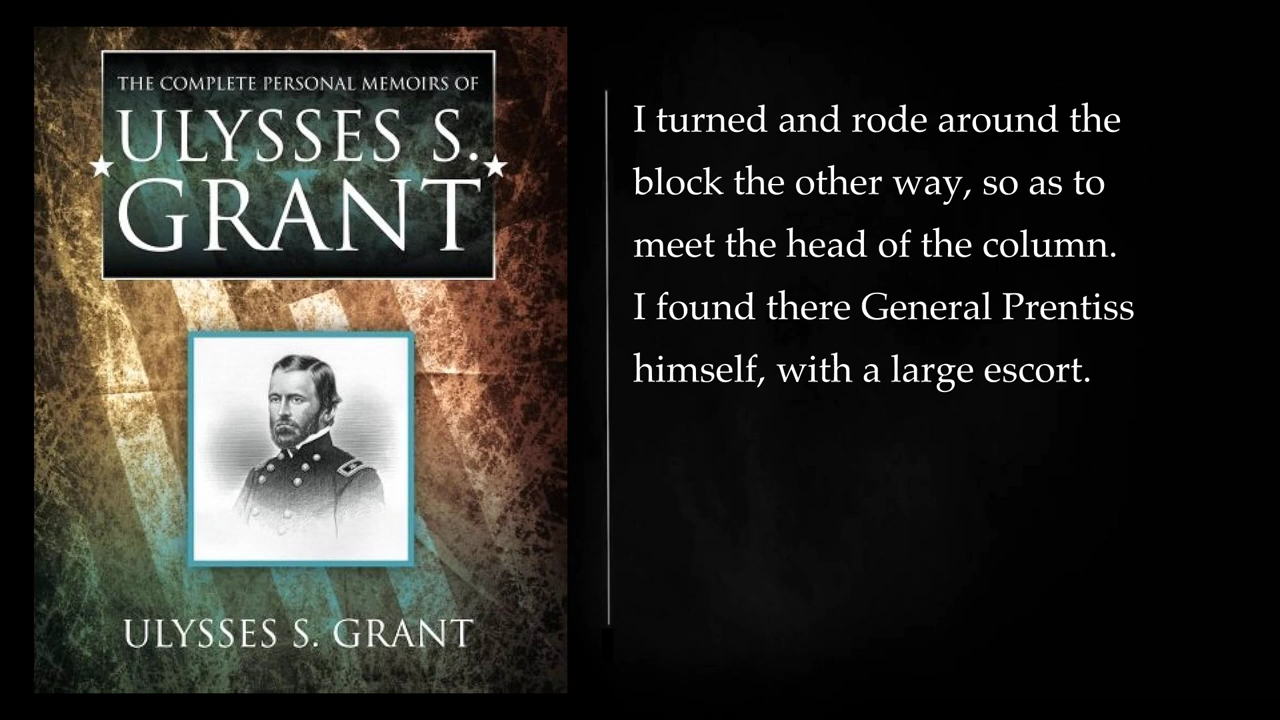 THE COMPLETE PERSONAL MEMOIRS OF
ULYSSES S.
GRANT
ULYSSES S. GRANT
I turned and rode around the
block the other way, so as to
meet the head of the column.
I found there General Prentiss
himself, with a large escort.